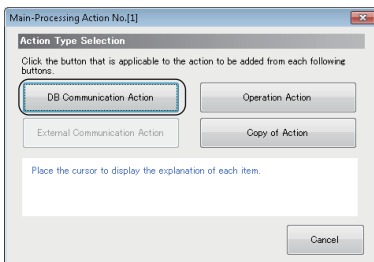 Main-Processing Action No.[1]
Action Type Selection
Click the button that is applicable to the action to be added from each following
buttons.
DB Communication Action
Operation Action
External Communication Action
Copy of Action
Place the cursor to display the explanation of each item.
Cancel